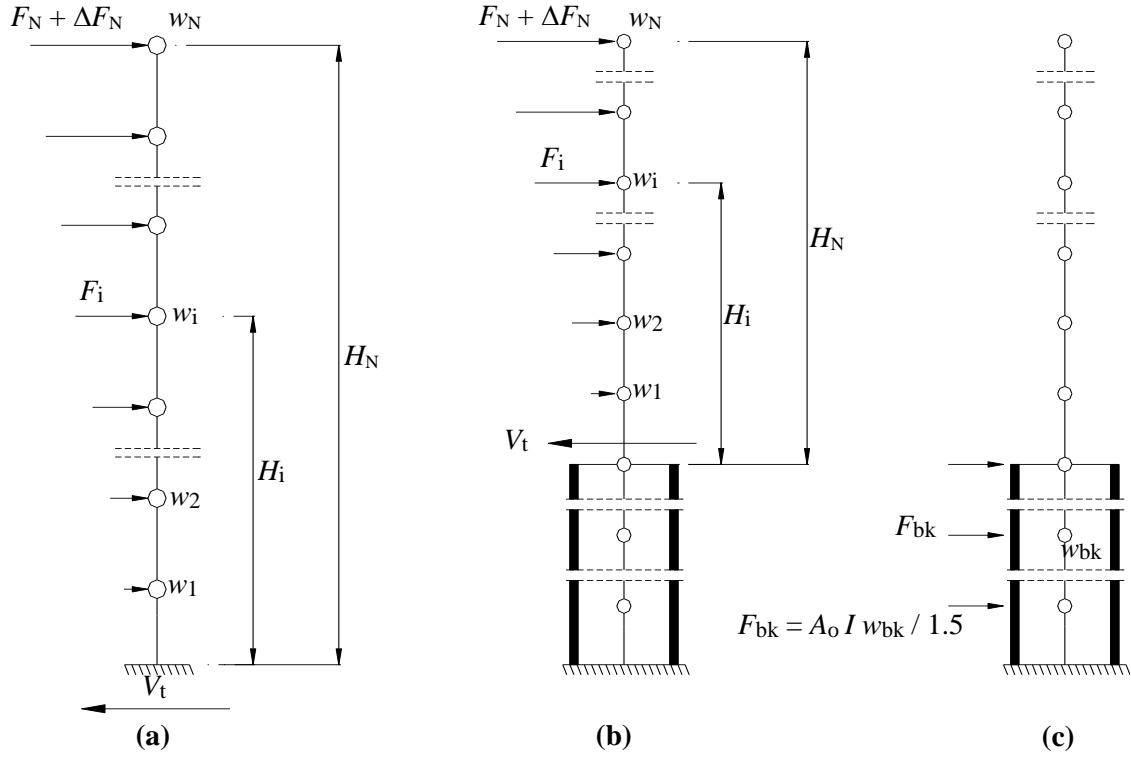 F_N + ΔF_N w_N
F_i
w_i
H_N
H_i
w_2
w_1
V_t
(a)
F_N + ΔF_N w_N
F_i
w_i
H_N
H_i
w_2
w_1
V_t
(b)
F_bk
w_bk
F_bk = A_o I w_bk / 1.5
(c)